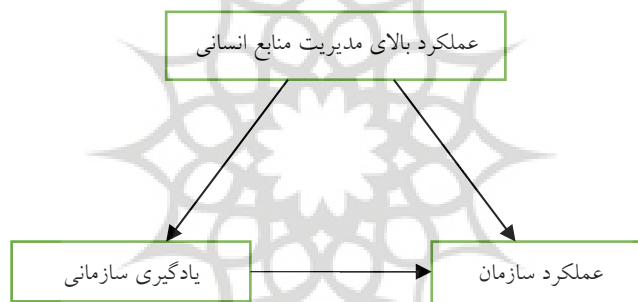 عملکرد بالای مدیریت منابع انسانی
یادگیری سازمانی
عملکرد سازمان